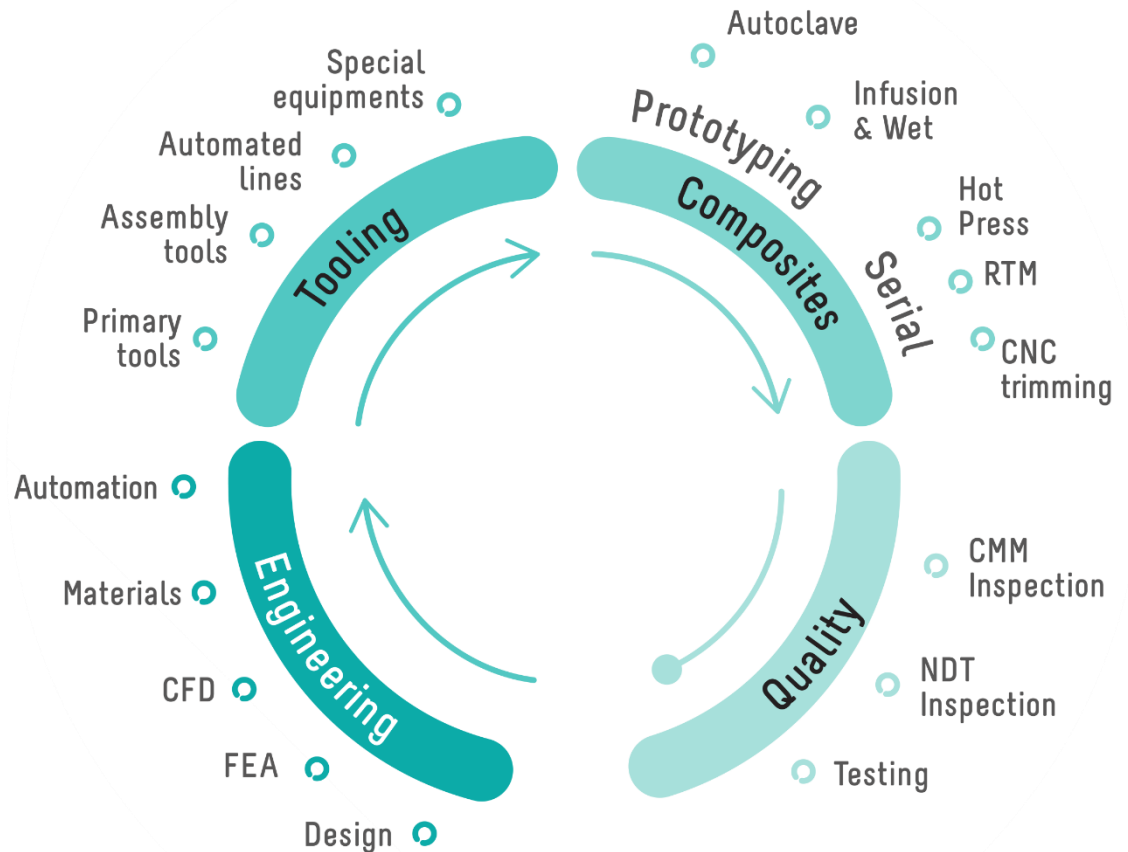 Autoclave
Special
equipments
Infusion
& Wet
Prototyping
Automated
lines
Composites
Hot
Press
Assembly
tools
Tooling
Serial
RTM
Primary
tools
CNC
trimming
Automation
Engineering
Materials
CFD
FEA
Design
Quality
CMM
Inspection
NDT
Inspection
Testing